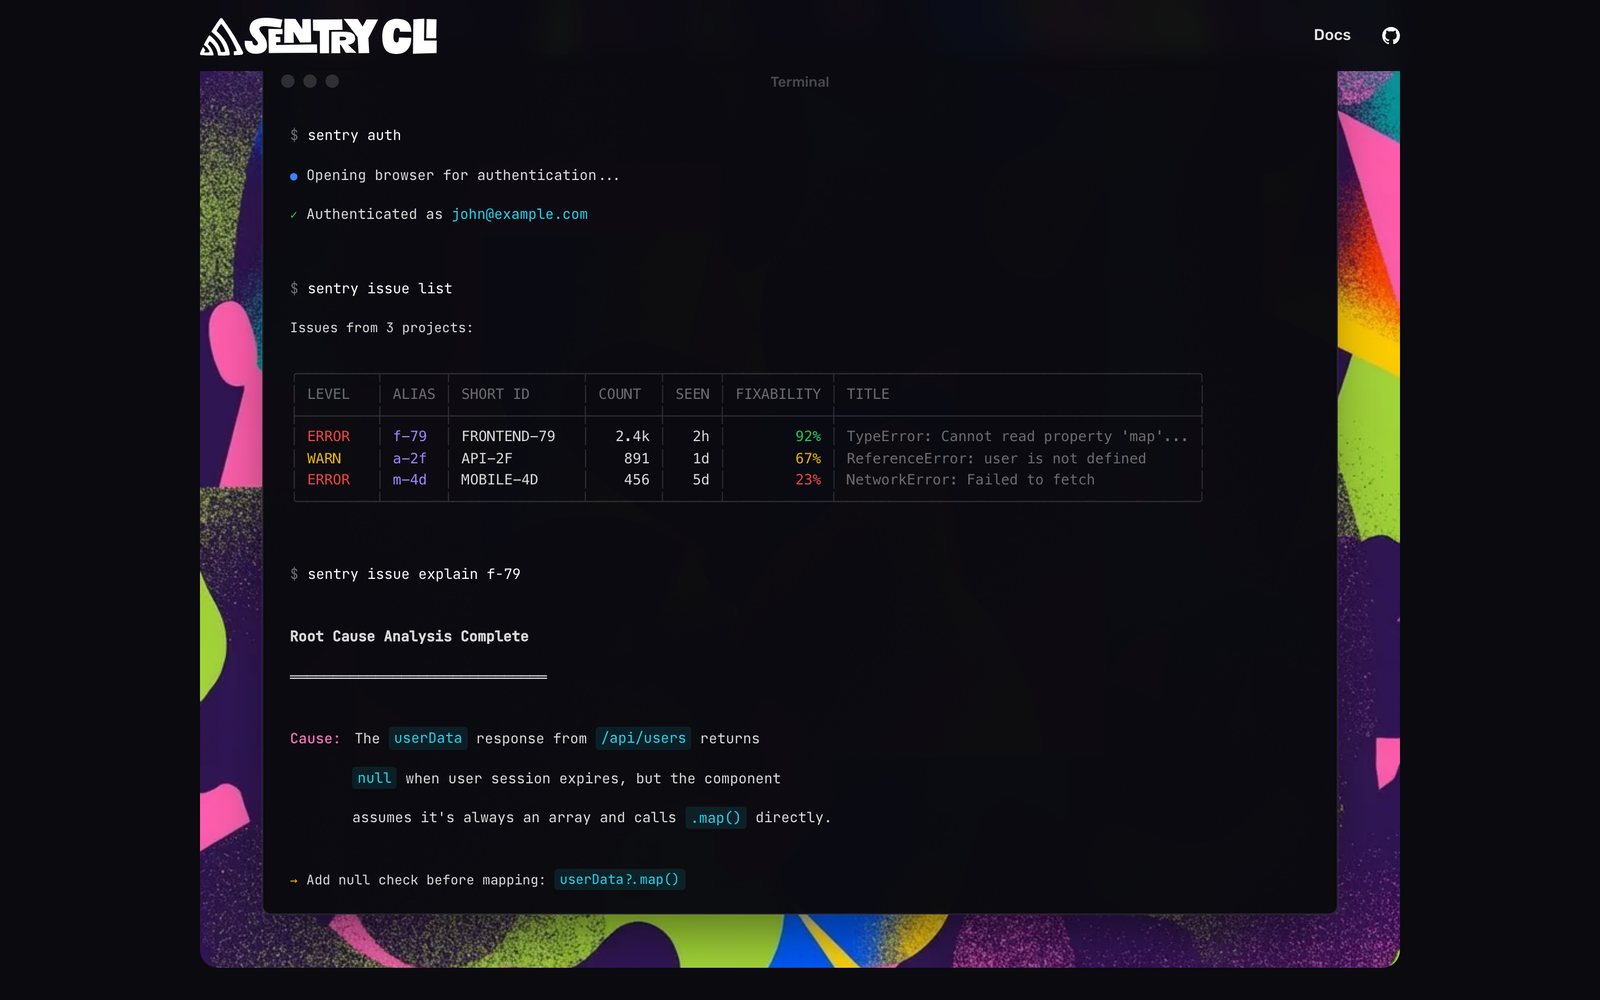 SENTRY CLI
Docs
Terminal
$ sentry auth
● Opening browser for authentication...
✓ Authenticated as john@example.com
$ sentry issue list
Issues from 3 projects:
LEVEL ALIAS SHORT ID COUNT SEEN FIXABILITY TITLE
ERROR f-79 FRONTEND-79 2.4k 2h 92% TypeError: Cannot read property 'map'...
WARN a-2f API-2F 891 1d 67% ReferenceError: user is not defined
ERROR m-4d MOBILE-4D 456 5d 23% NetworkError: Failed to fetch
$ sentry issue explain f-79
Root Cause Analysis Complete
Cause: The userData response from /api/users returns
null when user session expires, but the component
assumes it's always an array and calls .map() directly.
→ Add null check before mapping: userData?.map()